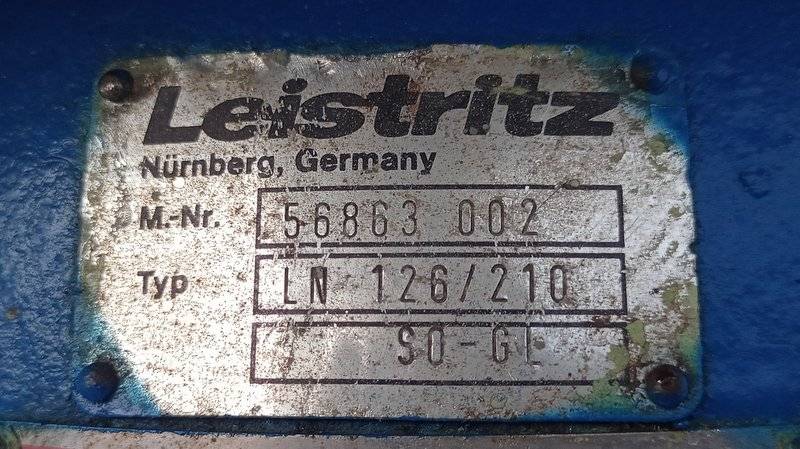 Leistritz
Nürnberg, Germany
M.-Nr. 56863 002
Typ LN 126/210
SO-GL